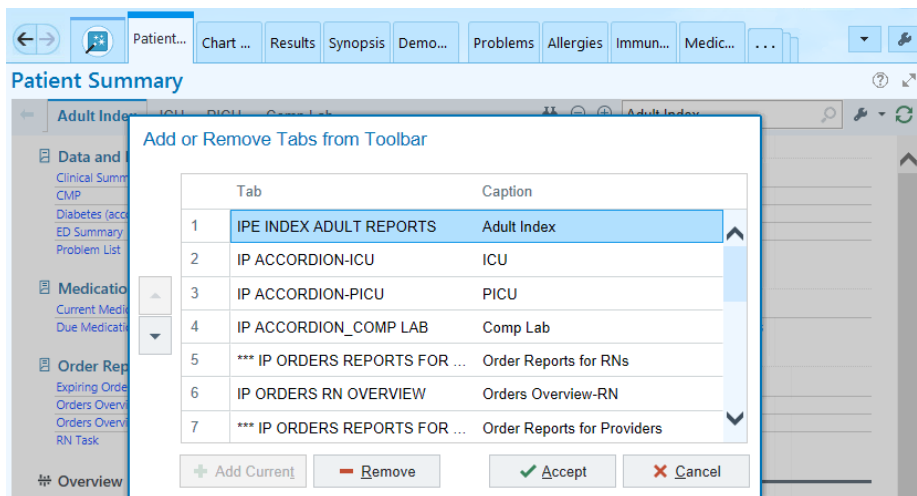 Patient... Chart ... Results Synopsis Demo... Problems Allergies Immun... Medic... ...
Patient Summary
Adult Index
Adult Index
Add or Remove Tabs from Toolbar
Data and
Clinical Summ
CMP
Diabetes (acc
ED Summary
Problem List
Medicatio
Current Medic
Due Medicati
Order Rep
Expiring Orde
Orders Overvi
Orders Overvi
RN Task
Overview
Tab Caption
1 IPE INDEX ADULT REPORTS Adult Index
2 IP ACCORDION-ICU ICU
3 IP ACCORDION-PICU PICU
4 IP ACCORDION_COMP LAB Comp Lab
5 *** IP ORDERS REPORTS FOR ... Order Reports for RNs
6 IP ORDERS RN OVERVIEW Orders Overview-RN
7 *** IP ORDERS REPORTS FOR ... Order Reports for Providers
Add Current Remove Accept Cancel